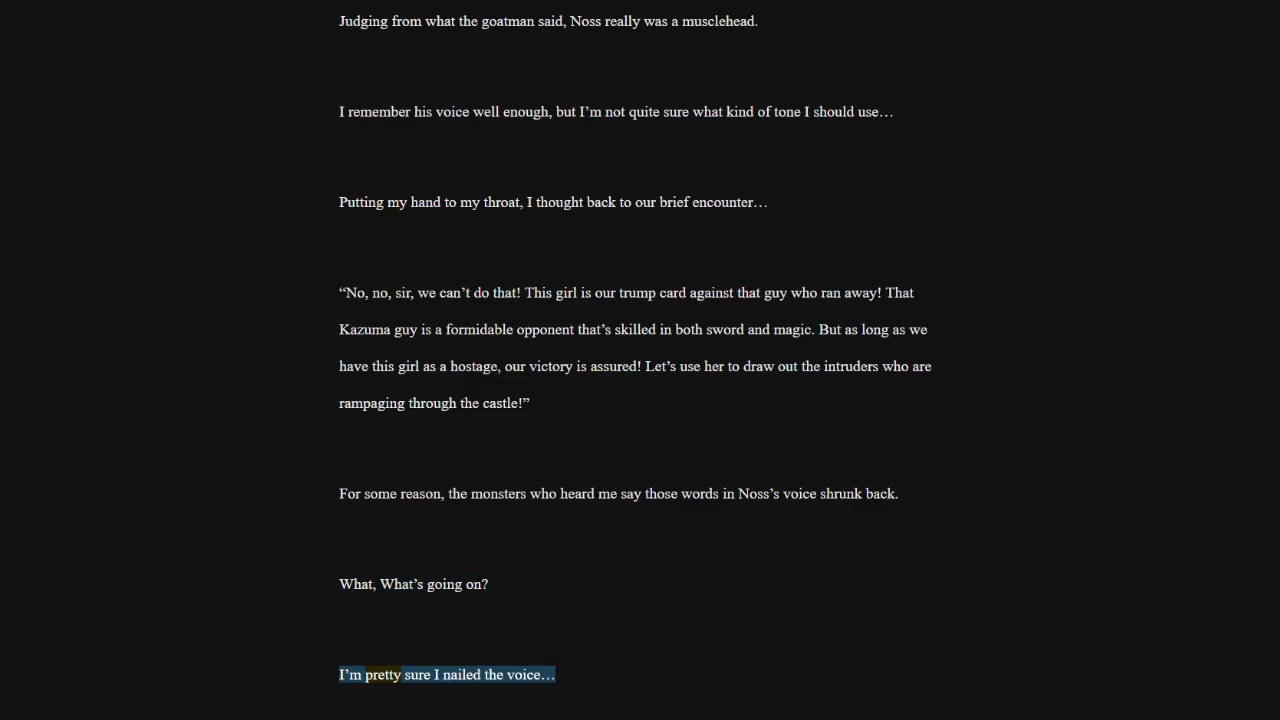 Judging from what the goatman said, Noss really was a musclehead.
I remember his voice well enough, but I’m not quite sure what kind of tone I should use…
Putting my hand to my throat, I thought back to our brief encounter…
“No, no, sir, we can’t do that! This girl is our trump card against that guy who ran away! That
Kazuma guy is a formidable opponent that’s skilled in both sword and magic. But as long as we
have this girl as a hostage, our victory is assured! Let’s use her to draw out the intruders who are
rampaging through the castle!”
For some reason, the monsters who heard me say those words in Noss’s voice shrunk back.
What, What’s going on?
I’m pretty sure I nailed the voice…